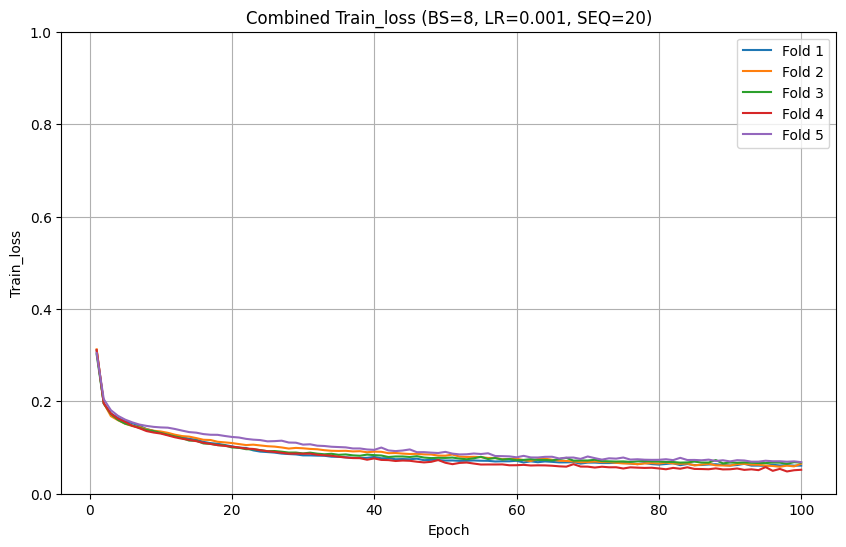 Combined Train_loss (BS=8, LR=0.001, SEQ=20)
Train_loss
1.0
0.8
0.6
0.4
0.2
0.0
Fold 1
Fold 2
Fold 3
Fold 4
Fold 5
0
20
40
60
80
100
Epoch